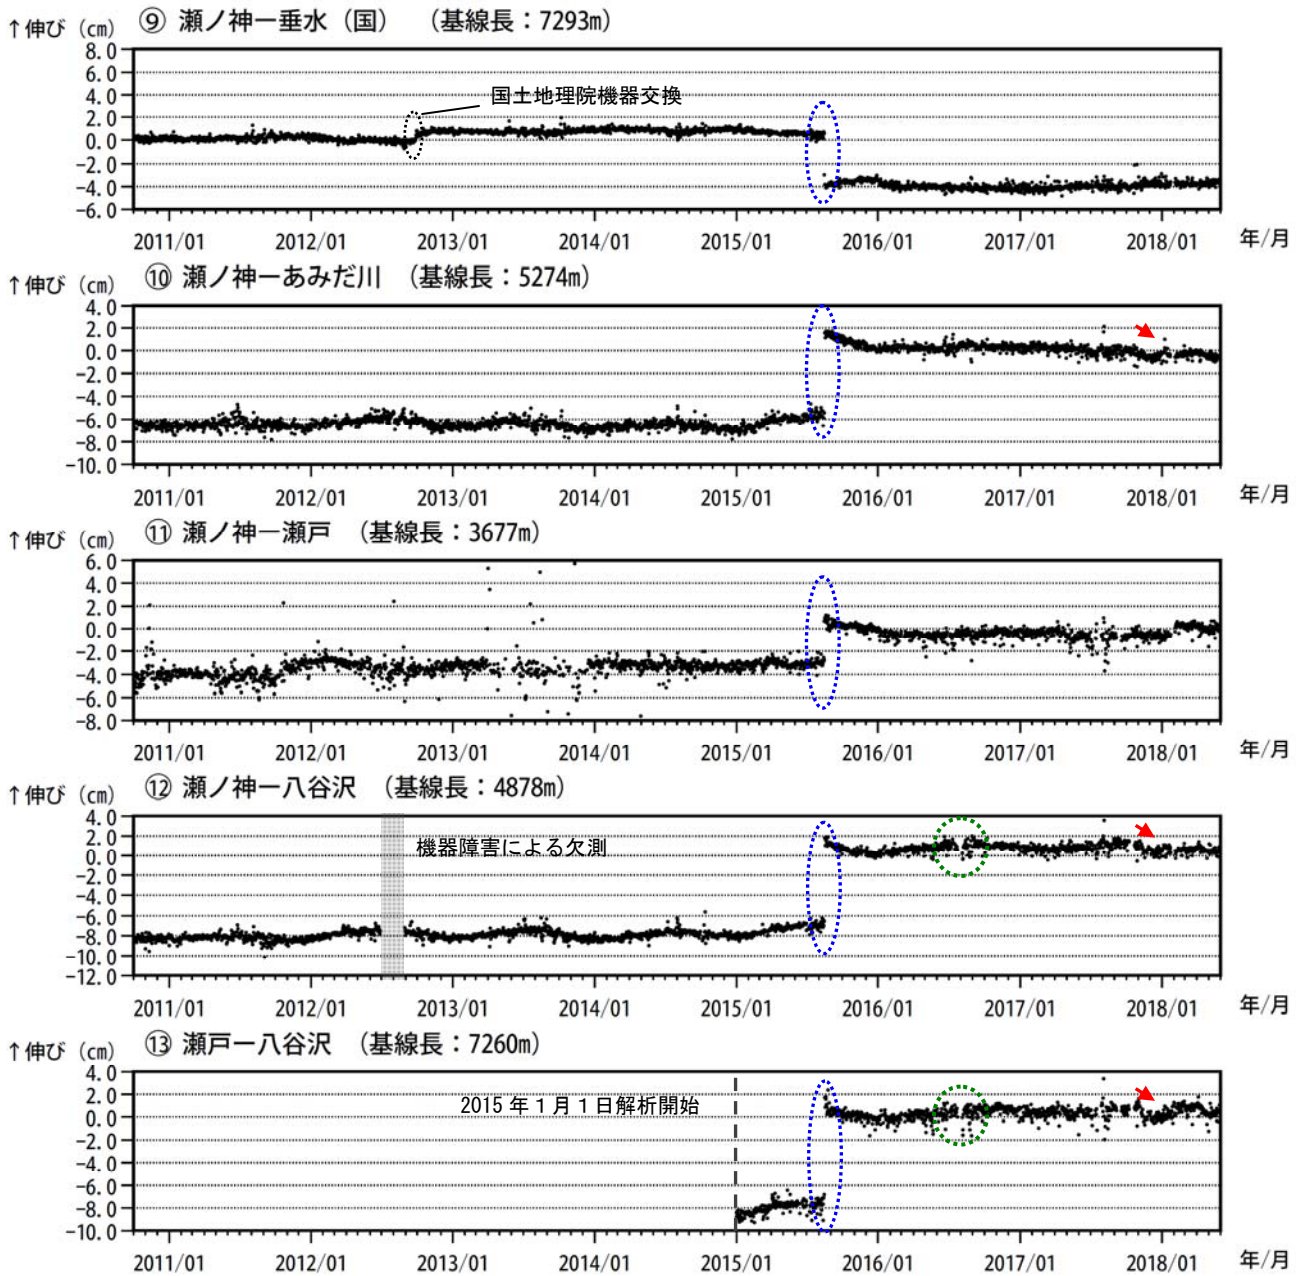 ⑨ 瀬ノ神ー垂水（国） （基線長：7293m）
↑伸び（cm）
8.0
6.0
4.0
国土地理院機器交換
2.0
0.0
-2.0
-4.0
-6.0
2011/01 2012/01 2013/01 2014/01 2015/01 2016/01 2017/01 2018/01 年/月
⑩ 瀬ノ神ーあみだ川 （基線長：5274m）
↑伸び（cm）
4.0
2.0
0.0
-2.0
-4.0
-6.0
-8.0
-10.0
2011/01 2012/01 2013/01 2014/01 2015/01 2016/01 2017/01 2018/01 年/月
⑪ 瀬ノ神ー瀬戸 （基線長：3677m）
↑伸び（cm）
6.0
4.0
2.0
0.0
-2.0
-4.0
-6.0
-8.0
2011/01 2012/01 2013/01 2014/01 2015/01 2016/01 2017/01 2018/01 年/月
⑫ 瀬ノ神ー八谷沢 （基線長：4878m）
↑伸び（cm）
4.0
2.0
機器障害による欠測
0.0
-2.0
-4.0
-6.0
-8.0
-10.0
-12.0
2011/01 2012/01 2013/01 2014/01 2015/01 2016/01 2017/01 2018/01 年/月
⑬ 瀬戸ー八谷沢 （基線長：7260m）
↑伸び（cm）
4.0
2.0
2015年１月１日解析開始
0.0
-2.0
-4.0
-6.0
-8.0
-10.0
2011/01 2012/01 2013/01 2014/01 2015/01 2016/01 2017/01 2018/01 年/月